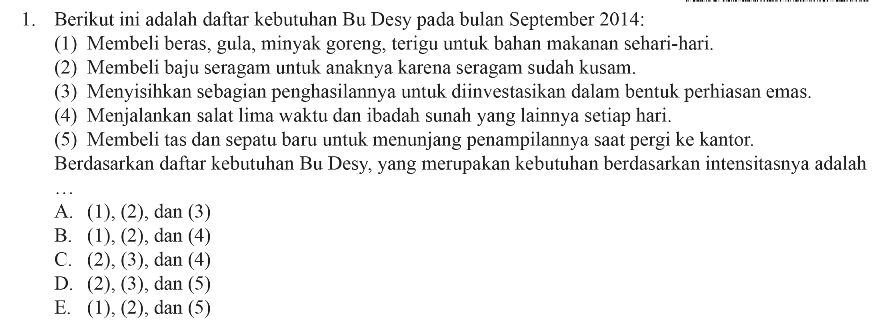 1. Berikut ini adalah daftar kebutuhan Bu Desy pada bulan September 2014:
(1) Membeli beras, gula, minyak goreng, terigu untuk bahan makanan sehari-hari.
(2) Membeli baju seragam untuk anaknya karena seragam sudah kusam.
(3) Menyisihkan sebagian penghasilannya untuk diinvestasikan dalam bentuk perhiasan emas.
(4) Menjalankan salat lima waktu dan ibadah sunah yang lainnya setiap hari.
(5) Membeli tas dan sepatu baru untuk menunjang penampilannya saat pergi ke kantor.
Berdasarkan daftar kebutuhan Bu Desy, yang merupakan kebutuhan berdasarkan intensitasnya adalah
…
A. (1), (2), dan (3)
B. (1), (2), dan (4)
C. (2), (3), dan (4)
D. (2), (3), dan (5)
E. (1), (2), dan (5)